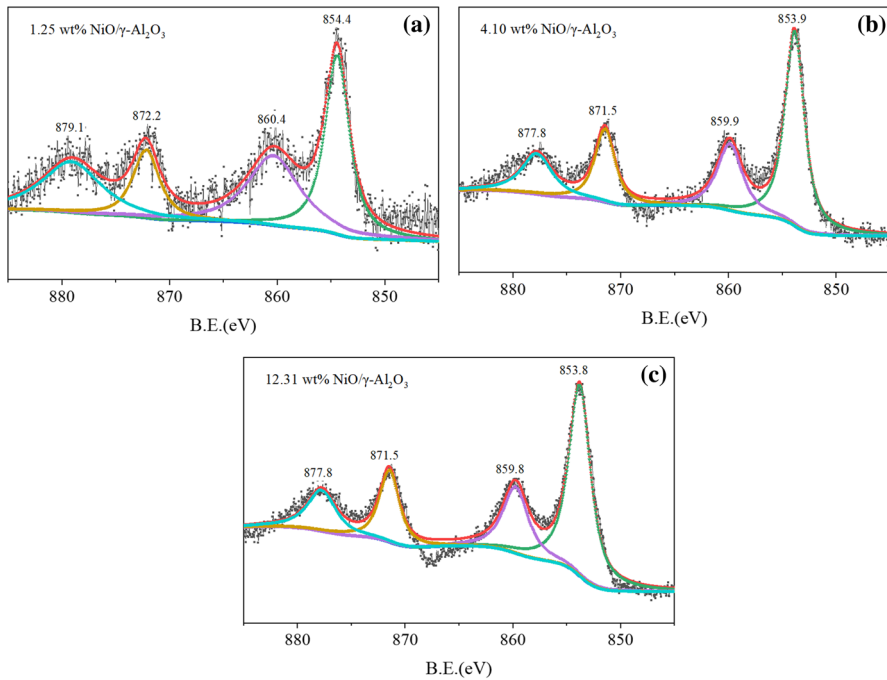 1.25 wt% NiO/γ-Al₂O₃
(a)
854.4
879.1
872.2
860.4
880
870
860
850
B.E.(eV)
4.10 wt% NiO/γ-Al₂O₃
(b)
853.9
877.8
871.5
859.9
880
870
860
850
B.E.(eV)
12.31 wt% NiO/γ-Al₂O₃
(c)
853.8
877.8
871.5
859.8
880
870
860
850
B.E.(eV)